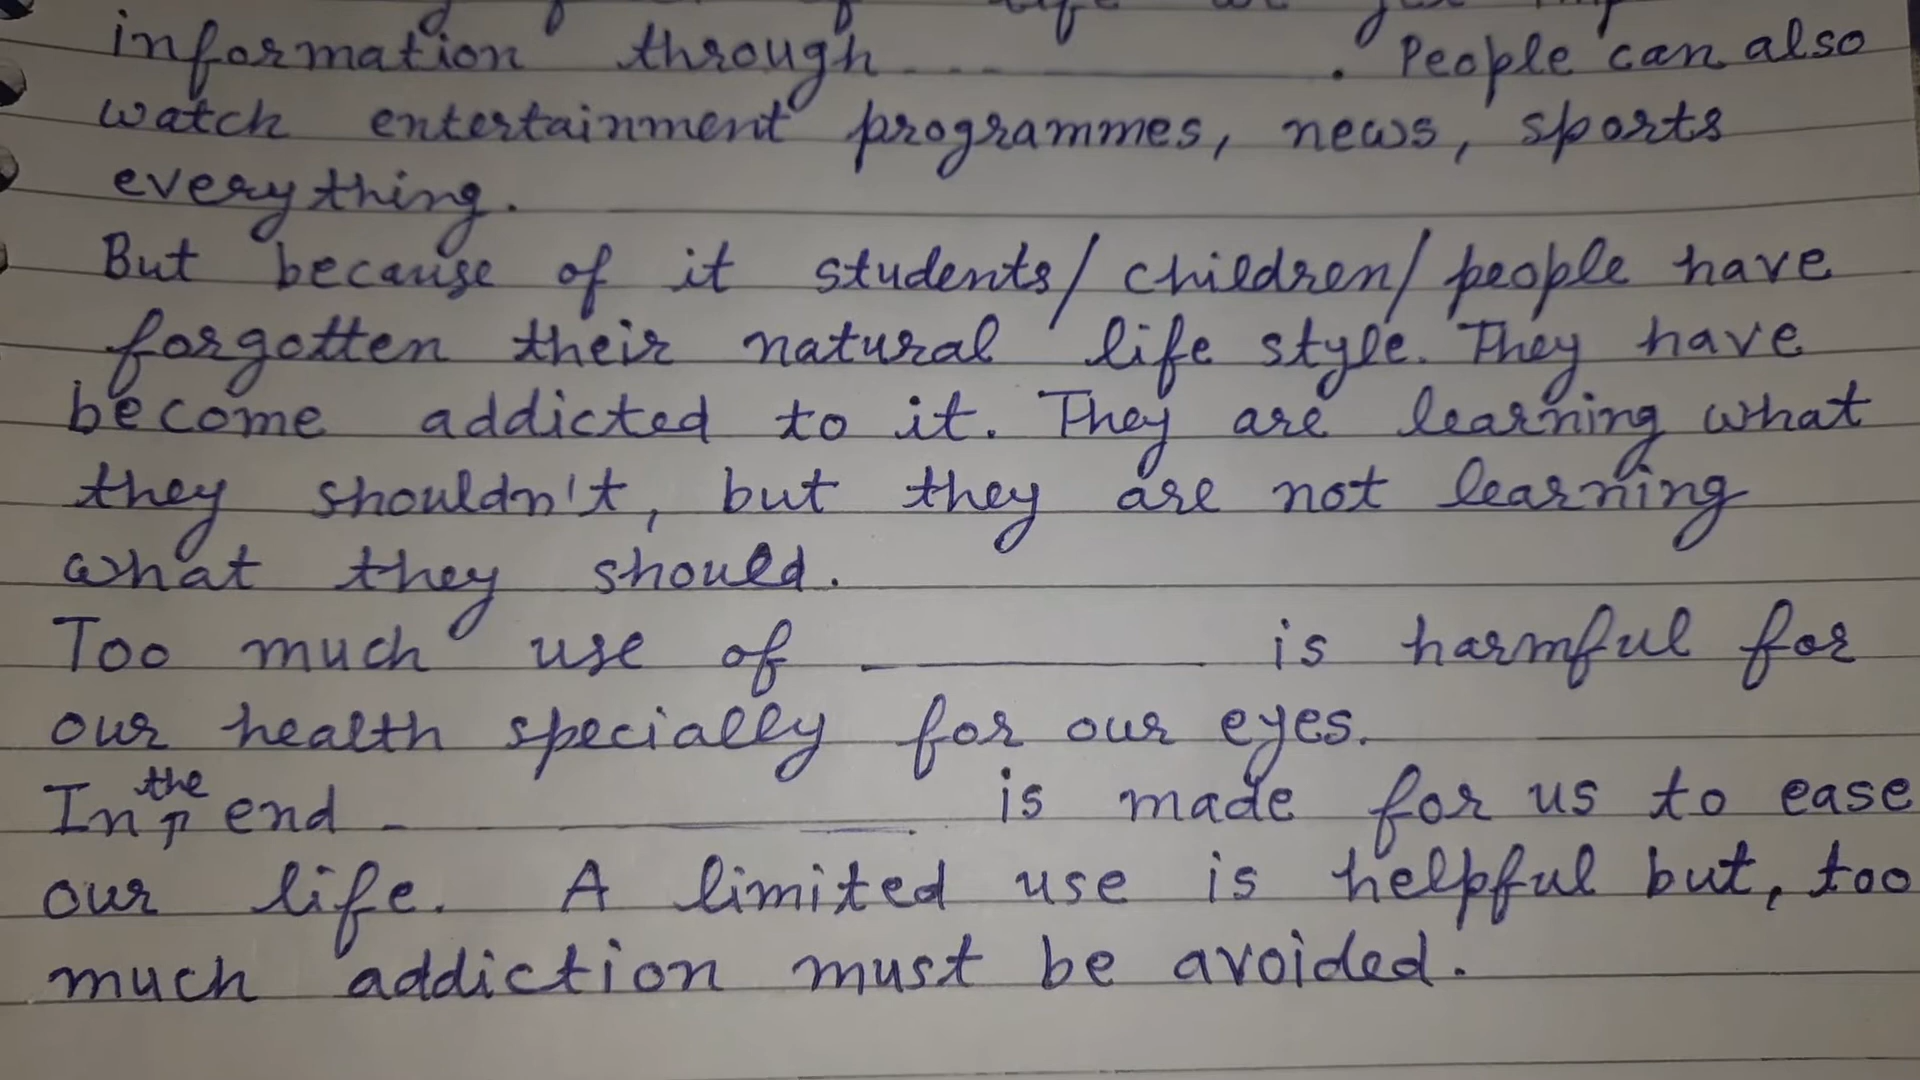 information through ____ . People can also
watch entertainment programmes, news, sports
everything.
But because of it students/ children/ people have
forgotten their natural life style. They have
become addicted to it. They are learning what
they shouldn't, but they are not learning
what they should.
Too much use of ____ is harmful for
our health specially for our eyes.
In the end ____ is made for us to ease
our life. A limited use is helpful but, too
much addiction must be avoided.